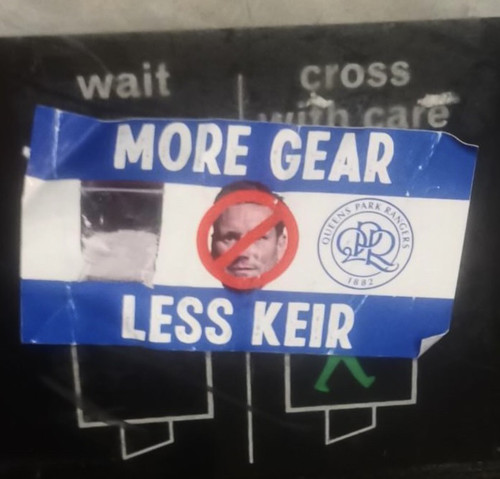 wait
cross
with care
MORE GEAR
QUEENS PARK RANGERS
QPR
1882
LESS KEIR